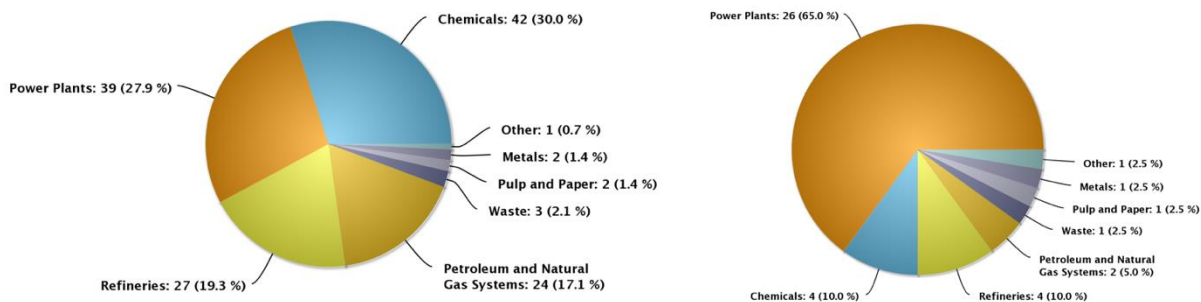 Chemicals: 42 (30.0 %)
Power Plants: 39 (27.9 %)
Other: 1 (0.7 %)
Metals: 2 (1.4 %)
Pulp and Paper: 2 (1.4 %)
Waste: 3 (2.1 %)
Petroleum and Natural
Gas Systems: 24 (17.1 %)
Refineries: 27 (19.3 %)
Power Plants: 26 (65.0 %)
Other: 1 (2.5 %)
Metals: 1 (2.5 %)
Pulp and Paper: 1 (2.5 %)
Waste: 1 (2.5 %)
Petroleum and Natural
Gas Systems: 2 (5.0 %)
Chemicals: 4 (10.0 %)
Refineries: 4 (10.0 %)